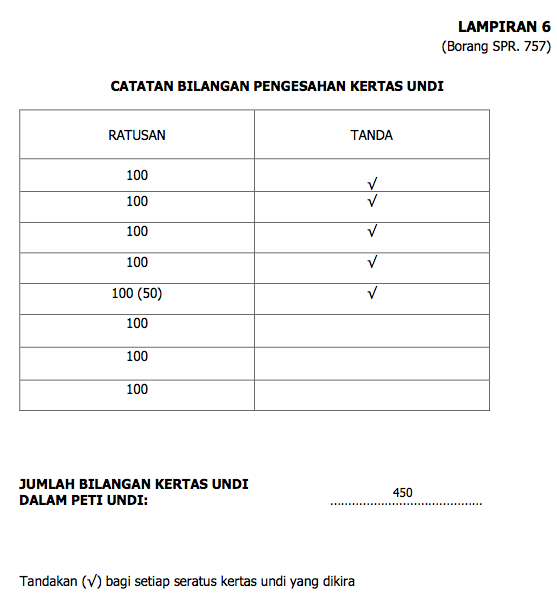 LAMPIRAN 6
(Borang SPR. 757)
CATATAN BILANGAN PENGESAHAN KERTAS UNDI
RATUSAN TANDA
100 √
100 √
100 √
100 √
100 (50) √
100
100
100
JUMLAH BILANGAN KERTAS UNDI
DALAM PETI UNDI: 450
Tandakan (√) bagi setiap seratus kertas undi yang dikira